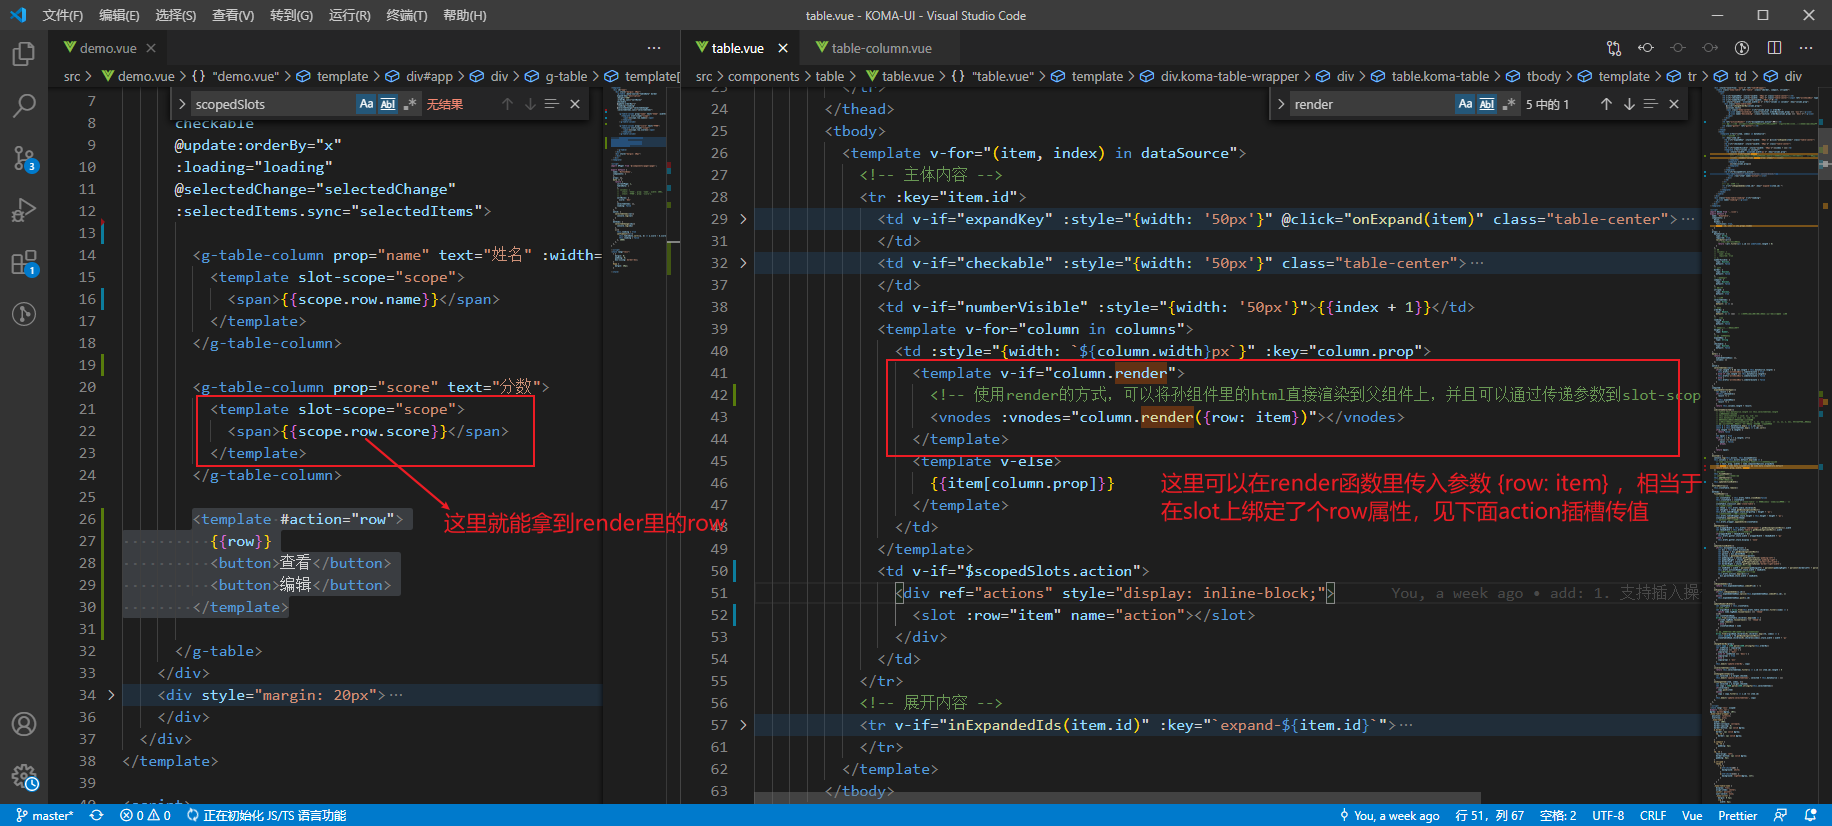 文件(F) 编辑(E) 选择(S) 查看(V) 转到(G) 运行(R) 终端(T) 帮助(H)
table.vue - KOMA-UI - Visual Studio Code
demo.vue
table.vue
table-column.vue
src > demo.vue > {} "demo.vue" > template > div#app > div > g-table > template[
src > components > table > table.vue > {} "table.vue" > template > div.koma-table-wrapper > div > table.koma-table > tbody > template > tr > td > div
scopedSlots Aa Abl .* 无结果
render Aa Abl .* 5 中的 1
7
8 checkable
9 @update:orderBy="x"
10 :loading="loading"
11 @selectedChange="selectedChange"
12 :selectedItems.sync="selectedItems">
13
14 <g-table-column prop="name" text="姓名" :width=
15 <template slot-scope="scope">
16 <span>{{scope.row.name}}</span>
17 </template>
18 </g-table-column>
19
20 <g-table-column prop="score" text="分数">
21 <template slot-scope="scope">
22 <span>{{scope.row.score}}</span>
23 </template>
24 </g-table-column>
25
26 <template #action="row">
27 {{row}}
28 <button>查看</button>
29 <button>编辑</button>
30 </template>
31
32 </g-table>
33 </div>
34 <div style="margin: 20px">…
36 </div>
37 </div>
38 </template>
39
这里就能拿到render里的row
24 </thead>
25 <tbody>
26 <template v-for="(item, index) in dataSource">
27 <!-- 主体内容 -->
28 <tr :key="item.id">
29 <td v-if="expandKey" :style="{width: '50px'}" @click="onExpand(item)" class="table-center">…
31 </td>
32 <td v-if="checkable" :style="{width: '50px'}" class="table-center">…
37 </td>
38 <td v-if="numberVisible" :style="{width: '50px'}">{{index + 1}}</td>
39 <template v-for="column in columns">
40 <td :style="{width: `${column.width}px`}" :key="column.prop">
41 <template v-if="column.render">
42 <!-- 使用render的方式，可以将孙组件里的html直接渲染到父组件上，并且可以通过传递参数到slot-scop
43 <vnodes :vnodes="column.render({row: item})"></vnodes>
44 </template>
45 <template v-else>
46 {{item[column.prop]}}
47 </template>
48 </td>
49 </template>
50 <td v-if="$scopedSlots.action">
51 <div ref="actions" style="display: inline-block;"> You, a week ago • add: 1. 支持插入操
52 <slot :row="item" name="action"></slot>
53 </div>
54 </td>
55 </tr>
56 <!-- 展开内容 -->
57 <tr v-if="inExpandedIds(item.id)" :key="`expand-${item.id}`">…
61 </tr>
62 </template>
63 </tbody>
这里可以在render函数里传入参数 {row: item} ，相当于
在slot上绑定了个row属性，见下面action插槽传值
3
1
master* 0 0 正在初始化 JS/TS 语言功能
You, a week ago 行 51，列 67 空格: 2 UTF-8 CRLF Vue Prettier